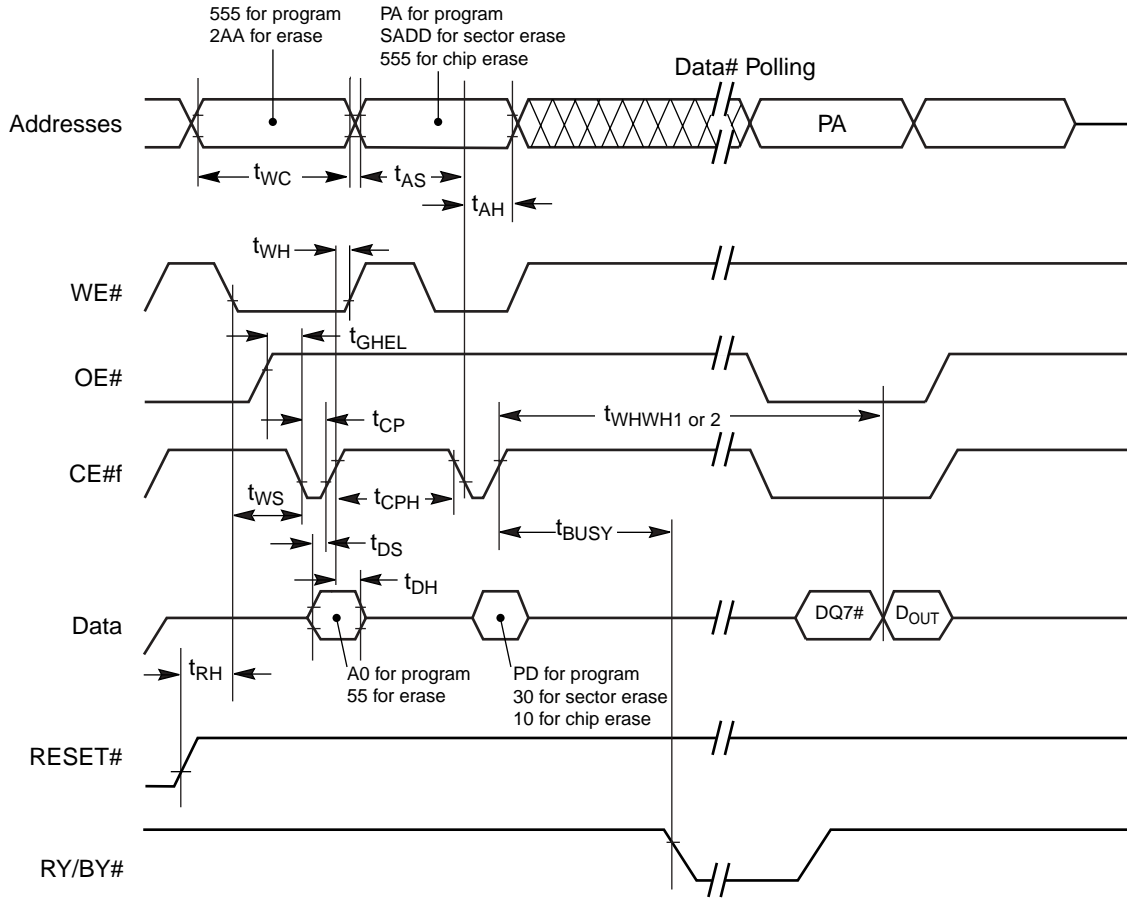 555 for program
2AA for erase
PA for program
SADD for sector erase
555 for chip erase
Data# Polling
Addresses
PA
tWC
tAS
tAH
tWH
WE#
tGHEL
OE#
tCP
tWHWH1 or 2
CE#f
tWS
tCPH
tBUSY
tDS
tDH
Data
DQ7#
DOUT
tRH
A0 for program
55 for erase
PD for program
30 for sector erase
10 for chip erase
RESET#
RY/BY#